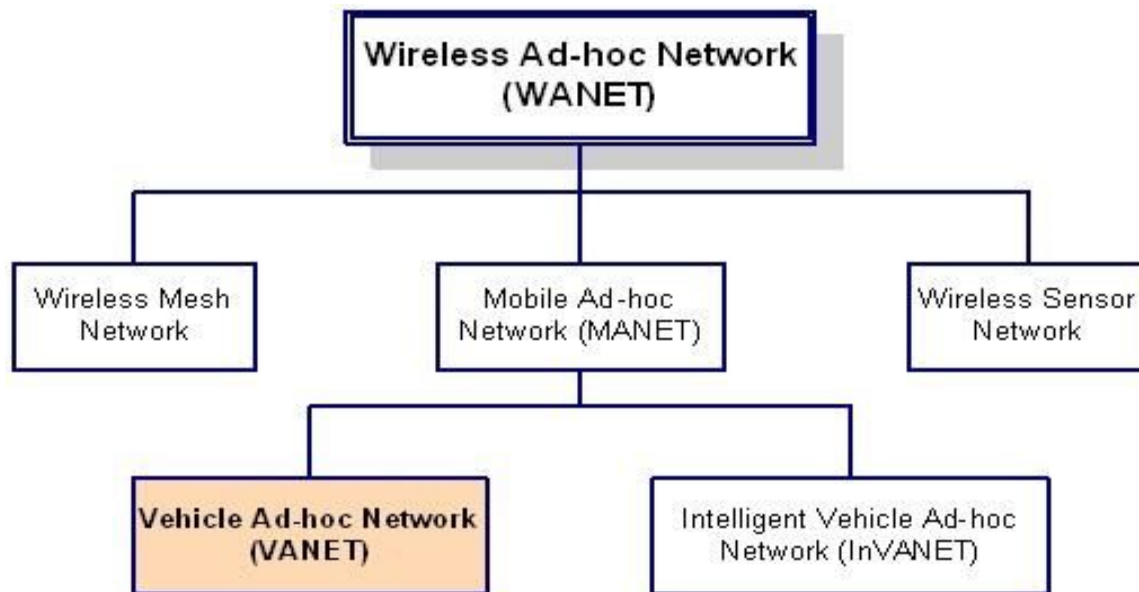 Wireless Ad-hoc Network
(WANET)
Wireless Mesh
Network
Mobile Ad-hoc
Network (MANET)
Wireless Sensor
Network
Vehicle Ad-hoc Network
(VANET)
Intelligent Vehicle Ad-hoc
Network (InVANET)